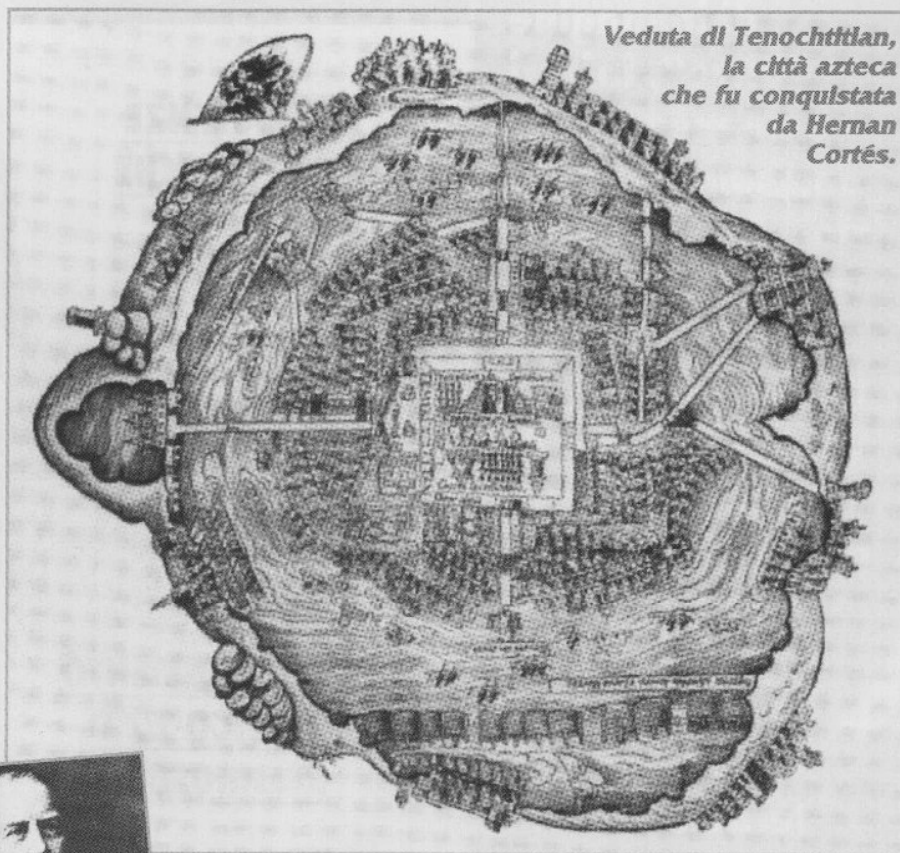 Veduta di Tenochtitlan,
la città azteca
che fu conquistata
da Hernan
Cortés.